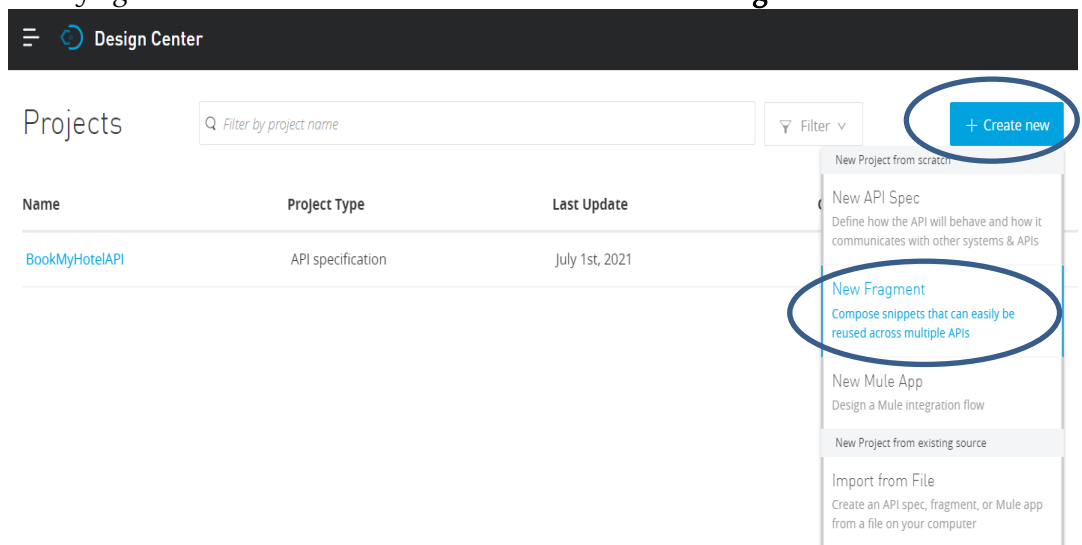 Design Center
Projects
Filter by project name
Filter
+ Create new
New Project from scratch
Name
Project Type
Last Update
New API Spec
Define how the API will behave and how it
communicates with other systems & APIs
BookMyHotelAPI
API specification
July 1st, 2021
New Fragment
Compose snippets that can easily be
reused across multiple APIs
New Mule App
Design a Mule integration flow
New Project from existing source
Import from File
Create an API spec, fragment, or Mule app
from a file on your computer